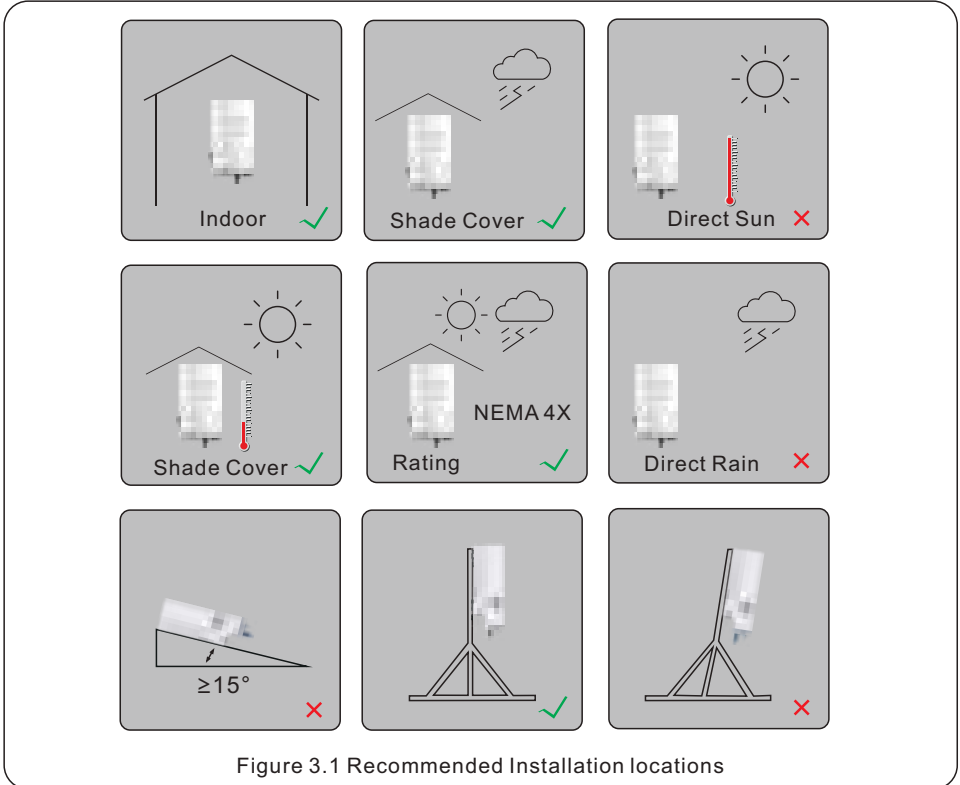 Indoor
Shade Cover
Direct Sun
Shade Cover
NEMA 4X
Rating
Direct Rain
≥15°
Figure 3.1 Recommended Installation locations